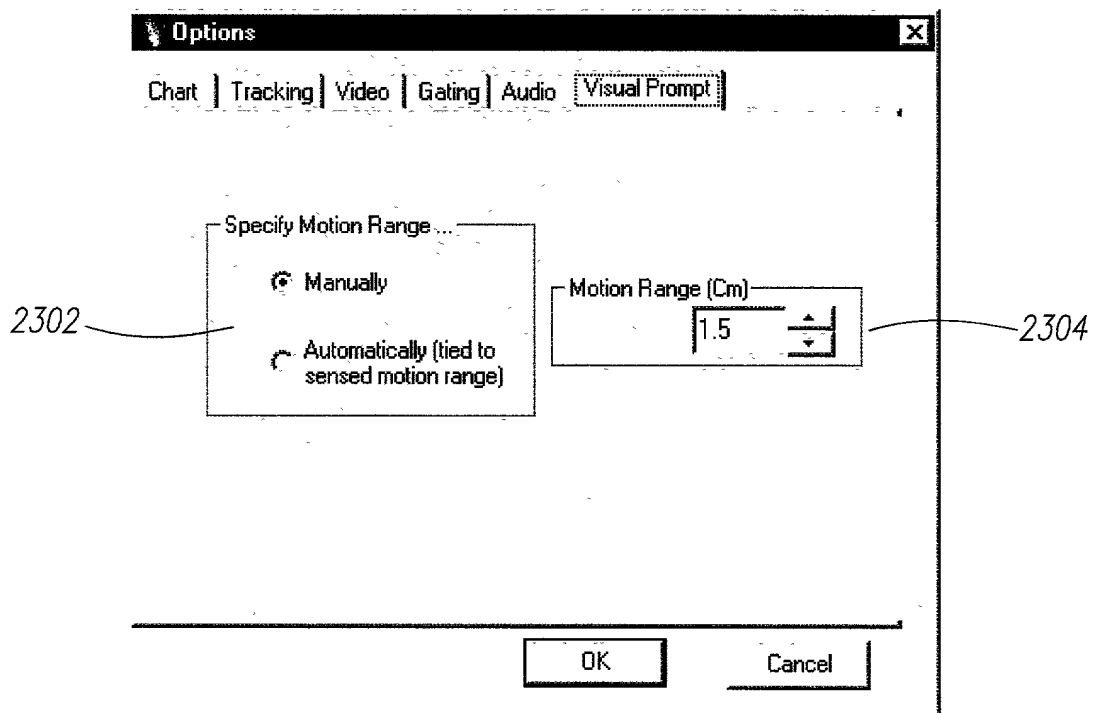 Options
Chart Tracking Video Gating Audio Visual Prompt
Specify Motion Range ...
Manually
Motion Range (Cm)
2302
1.5
2304
Automatically (tied to
sensed motion range)
OK Cancel